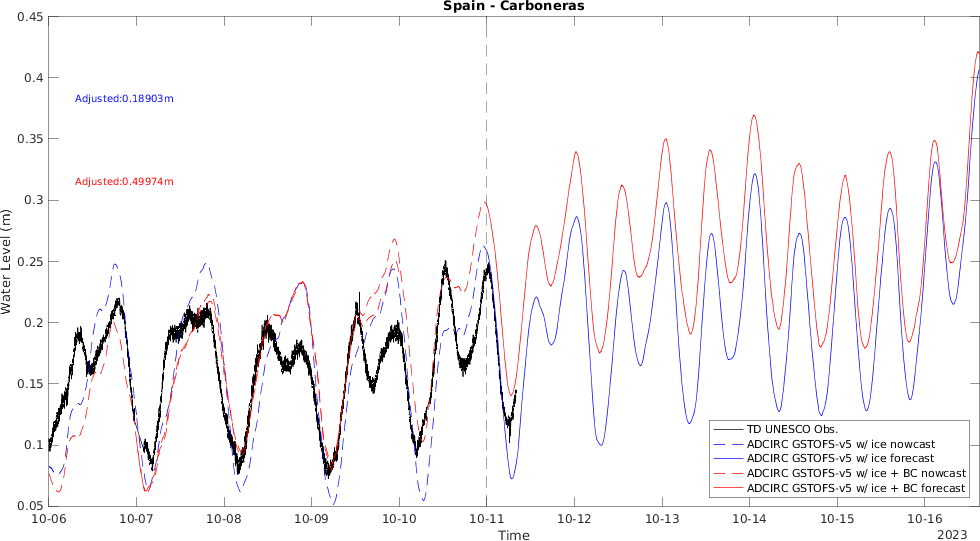 Spain - Carboneras
0.45
0.4
0.35
0.3
0.25
0.2
0.15
0.1
0.05
Water Level (m)
Adjusted:0.18903m
Adjusted:0.49974m
TD UNESCO Obs.
ADCIRC GSTOFS-v5 w/ ice nowcast
ADCIRC GSTOFS-v5 w/ ice forecast
ADCIRC GSTOFS-v5 w/ ice + BC nowcast
ADCIRC GSTOFS-v5 w/ ice + BC forecast
10-06 10-07 10-08 10-09 10-10 10-11 10-12 10-13 10-14 10-15 10-16
Time
2023